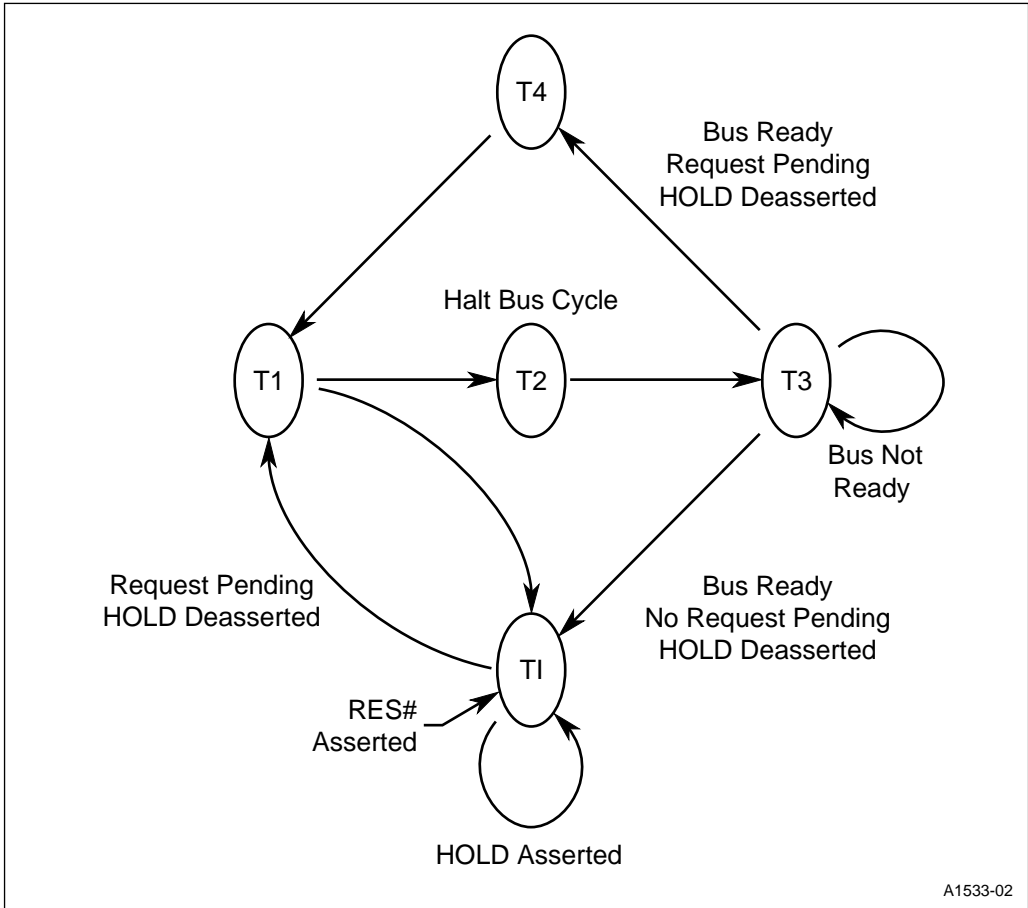 T4
Bus Ready
Request Pending
HOLD Deasserted
Halt Bus Cycle
T1
T2
T3
Bus Not
Ready
Request Pending
HOLD Deasserted
Bus Ready
No Request Pending
HOLD Deasserted
TI
RES#
Asserted
HOLD Asserted
A1533-02